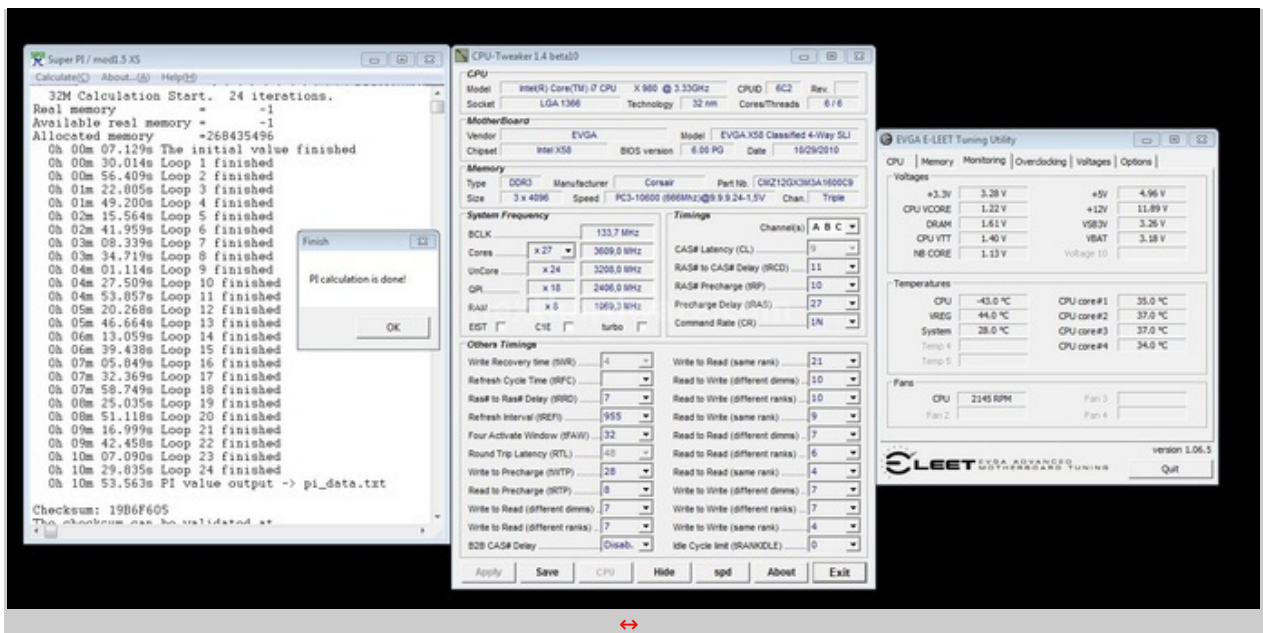 Super PI / mod1.5 XS
Calculate(C) About...(A) Help(H)
32M Calculation Start. 24 iterations.
Real memory = -1
Available real memory = -1
Allocated memory =268435496
0h 00m 07.129s The initial value finished
0h 00m 30.014s Loop 1 finished
0h 00m 56.409s Loop 2 finished
0h 01m 22.805s Loop 3 finished
0h 01m 49.200s Loop 4 finished
0h 02m 15.564s Loop 5 finished
0h 02m 41.959s Loop 6 finished
0h 03m 08.339s Loop 7 finished
0h 03m 34.719s Loop 8 finished
0h 04m 01.114s Loop 9 finished
0h 04m 27.509s Loop 10 finished
0h 04m 53.857s Loop 11 finished
0h 05m 20.268s Loop 12 finished
0h 05m 46.664s Loop 13 finished
0h 06m 13.059s Loop 14 finished
0h 06m 39.438s Loop 15 finished
0h 07m 05.849s Loop 16 finished
0h 07m 32.369s Loop 17 finished
0h 07m 58.749s Loop 18 finished
0h 08m 25.035s Loop 19 finished
0h 08m 51.118s Loop 20 finished
0h 09m 16.999s Loop 21 finished
0h 09m 42.458s Loop 22 finished
0h 10m 07.090s Loop 23 finished
0h 10m 29.835s Loop 24 finished
0h 10m 53.563s PI value output -> pi_data.txt
Checksum: 19B6F605
The checksum can be validated at
Finish
PI calculation is done!
OK
CPU-Tweaker 1.4 beta10
CPU
Model Intel(R) Core(TM) i7 CPU X 980 @ 3.33GHz CPUID 6C2 Rev.
Socket LGA 1366 Technology 32 nm Cores/Threads 6 / 6
MotherBoard
Vendor EVGA Model EVGA X58 Classified 4-Way SLI
Chipset Intel X58 BIOS version 6.00 PG Date 10/29/2010
Memory
Type DDR3 Manufacturer Corsair Part Nb. CMZ12GX3M3A1600C9
Size 3 x 4096 Speed PC3-10600 (666Mhz)@9.9.9.24-1,5V Chan. Triple
System Frequency
BCLK 133,7 MHz
Cores x 27 3609,0 MHz
UnCore x 24 3208,0 MHz
QPI x 18 2406,0 MHz
RAM x 8 1069,3 MHz
EIST C1E turbo
Timings
Channel(s) A B C
CAS# Latency (CL) 9
RAS# to CAS# Delay (tRCD) 11
RAS# Precharge (tRP) 10
Precharge Delay (tRAS) 27
Command Rate (CR) 1N
Others Timings
Write Recovery time (tWR) 4
Refresh Cycle Time (tRFC)
Ras# to Ras# Delay (tRRD) 7
Refresh Interval (tREFI) 955
Four Activate Window (tFAW) 32
Round Trip Latency (RTL) 48
Write to Precharge (tWTP) 28
Read to Precharge (tRTP) 8
Write to Read (different dimms) 7
Write to Read (different ranks) 7
B2B CAS# Delay Disab.
Write to Read (same rank) 21
Read to Write (different dimms) 10
Read to Write (different ranks) 10
Read to Write (same rank) 9
Read to Read (different dimms) 7
Read to Read (different ranks) 6
Read to Read (same rank) 4
Write to Write (different dimms) 7
Write to Write (different ranks) 7
Write to Write (same rank) 4
Idle Cycle limit (tRANKIDLE) 0
Apply Save CPU Hide spd About Exit
EVGA E-LEET Tuning Utility
CPU Memory Monitoring Overclocking Voltages Options
Voltages
+3.3V 3.28 V +5V 4.96 V
CPU VCORE 1.22 V +12V 11.89 V
DRAM 1.61 V VSB3V 3.26 V
CPU VTT 1.40 V VBAT 3.18 V
NB CORE 1.13 V Voltage 10
Temperatures
CPU -43.0 °C CPU core#1 35.0 °C
VREG 44.0 °C CPU core#2 37.0 °C
System 28.0 °C CPU core#3 37.0 °C
Temp 4 CPU core#4 34.0 °C
Temp 5
Fans
CPU 2145 RPM Fan 3
Fan 2 Fan 4
version 1.06.5
ELEET EVGA ADVANCED MOTHERBOARD TUNING
Quit